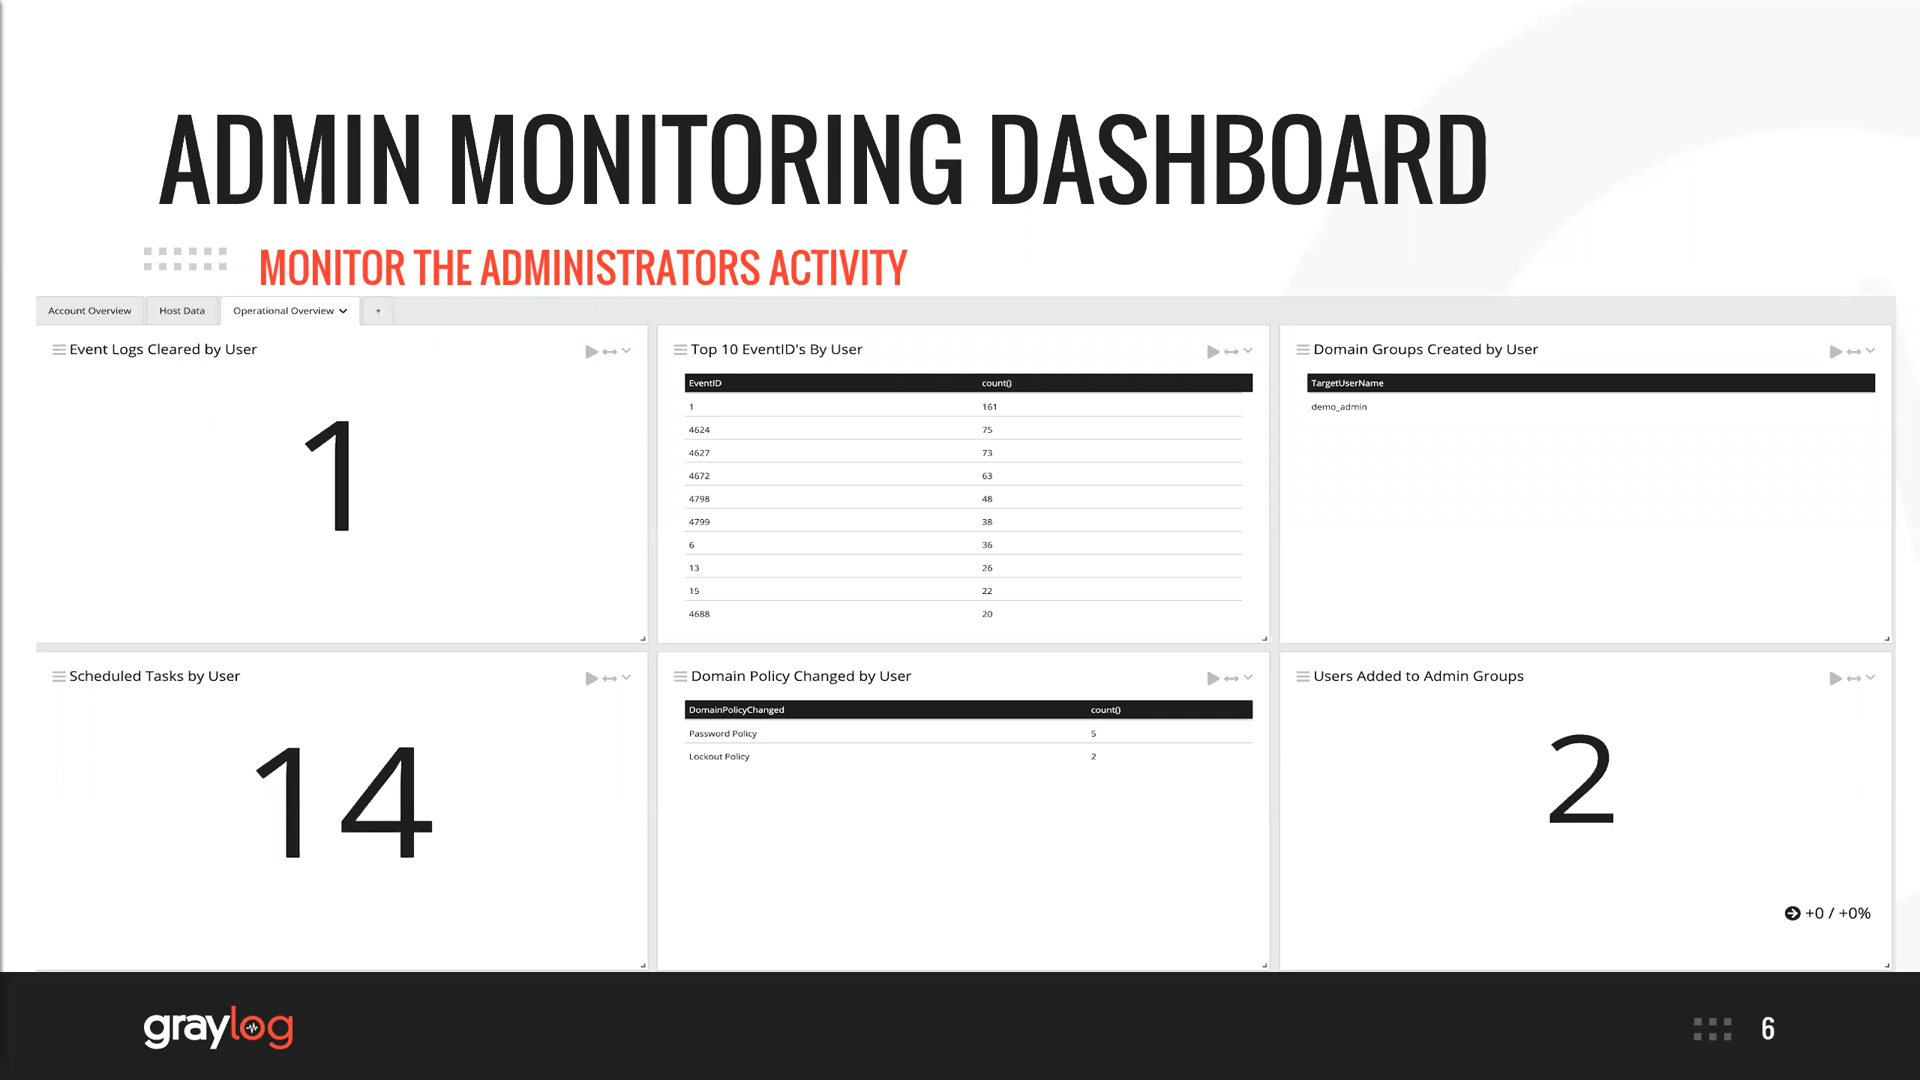 ADMIN MONITORING DASHBOARD
MONITOR THE ADMINISTRATORS ACTIVITY
Account Overview Host Data Operational Overview +
Event Logs Cleared by User
1
Top 10 EventID's By User
EventID count()
1 161
4624 75
4627 73
4672 63
4798 48
4799 38
6 36
13 26
15 22
4688 20
Domain Groups Created by User
TargetUserName
demo_admin
Scheduled Tasks by User
14
Domain Policy Changed by User
DomainPolicyChanged count()
Password Policy 5
Lockout Policy 2
Users Added to Admin Groups
2
+0 / +0%
graylog
6